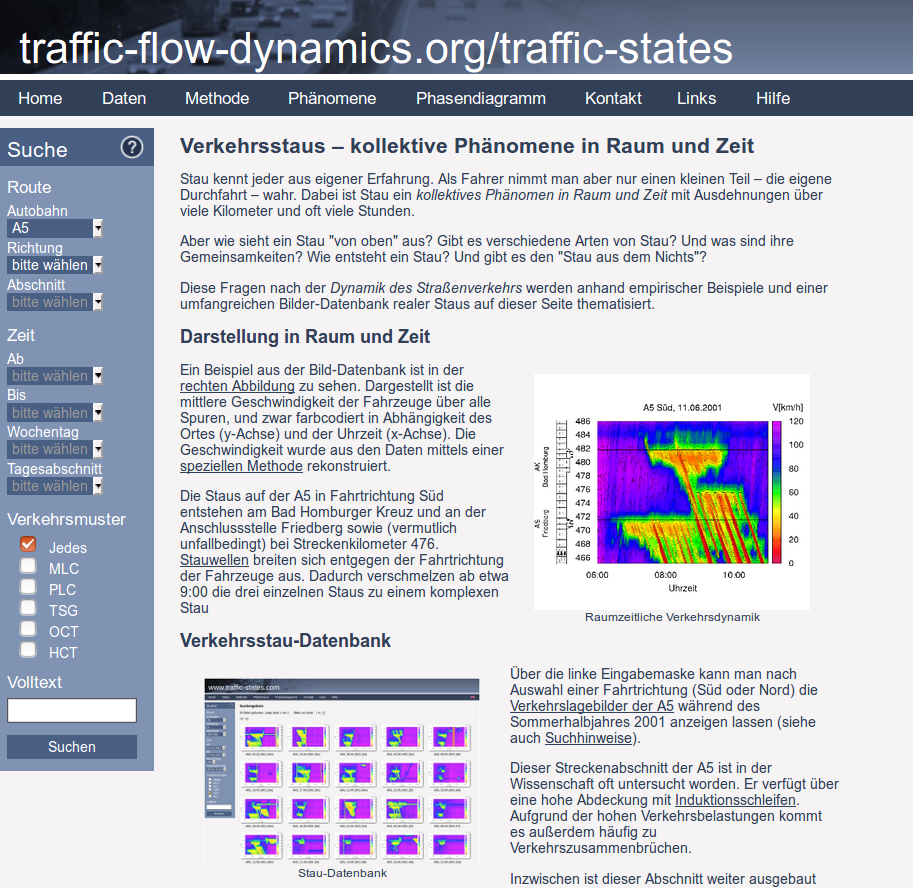 traffic-flow-dynamics.org/traffic-states
Home Daten Methode Phänomene Phasendiagramm Kontakt Links Hilfe
Suche ?
Route
Autobahn
A5
Richtung
bitte wählen
Abschnitt
bitte wählen
Zeit
Ab
bitte wählen
Bis
bitte wählen
Wochentag
bitte wählen
Tagesabschnitt
bitte wählen
Verkehrsmuster
Jedes
MLC
PLC
TSG
OCT
HCT
Volltext
Suchen
Verkehrsstaus – kollektive Phänomene in Raum und Zeit
Stau kennt jeder aus eigener Erfahrung. Als Fahrer nimmt man aber nur einen kleinen Teil – die eigene
Durchfahrt – wahr. Dabei ist Stau ein kollektives Phänomen in Raum und Zeit mit Ausdehnungen über
viele Kilometer und oft viele Stunden.
Aber wie sieht ein Stau "von oben" aus? Gibt es verschiedene Arten von Stau? Und was sind ihre
Gemeinsamkeiten? Wie entsteht ein Stau? Und gibt es den "Stau aus dem Nichts"?
Diese Fragen nach der Dynamik des Straßenverkehrs werden anhand empirischer Beispiele und einer
umfangreichen Bilder-Datenbank realer Staus auf dieser Seite thematisiert.
Darstellung in Raum und Zeit
Ein Beispiel aus der Bild-Datenbank ist in der
rechten Abbildung zu sehen. Dargestellt ist die
mittlere Geschwindigkeit der Fahrzeuge über alle
Spuren, und zwar farbcodiert in Abhängigkeit des
Ortes (y-Achse) und der Uhrzeit (x-Achse). Die
Geschwindigkeit wurde aus den Daten mittels einer
speziellen Methode rekonstruiert.
Die Staus auf der A5 in Fahrtrichtung Süd
entstehen am Bad Homburger Kreuz und an der
Anschlussstelle Friedberg sowie (vermutlich
unfallbedingt) bei Streckenkilometer 476.
Stauwellen breiten sich entgegen der Fahrtrichtung
der Fahrzeuge aus. Dadurch verschmelzen ab etwa
9:00 die drei einzelnen Staus zu einem komplexen
Stau
A5 Süd, 11.06.2001 V[km/h]
486
484
482
480
478
476
474
472
470
468
466
AK
Bad Homburg
AS
Friedberg
120
100
80
60
40
20
0
06:00 08:00 10:00
Uhrzeit
Raumzeitliche Verkehrsdynamik
Verkehrsstau-Datenbank
www.traffic-states.com
Stau-Datenbank
Über die linke Eingabemaske kann man nach
Auswahl einer Fahrtrichtung (Süd oder Nord) die
Verkehrslagebilder der A5 während des
Sommerhalbjahres 2001 anzeigen lassen (siehe
auch Suchhinweise).
Dieser Streckenabschnitt der A5 ist in der
Wissenschaft oft untersucht worden. Er verfügt über
eine hohe Abdeckung mit Induktionsschleifen.
Aufgrund der hohen Verkehrsbelastungen kommt
es außerdem häufig zu
Verkehrszusammenbrüchen.
Inzwischen ist dieser Abschnitt weiter ausgebaut